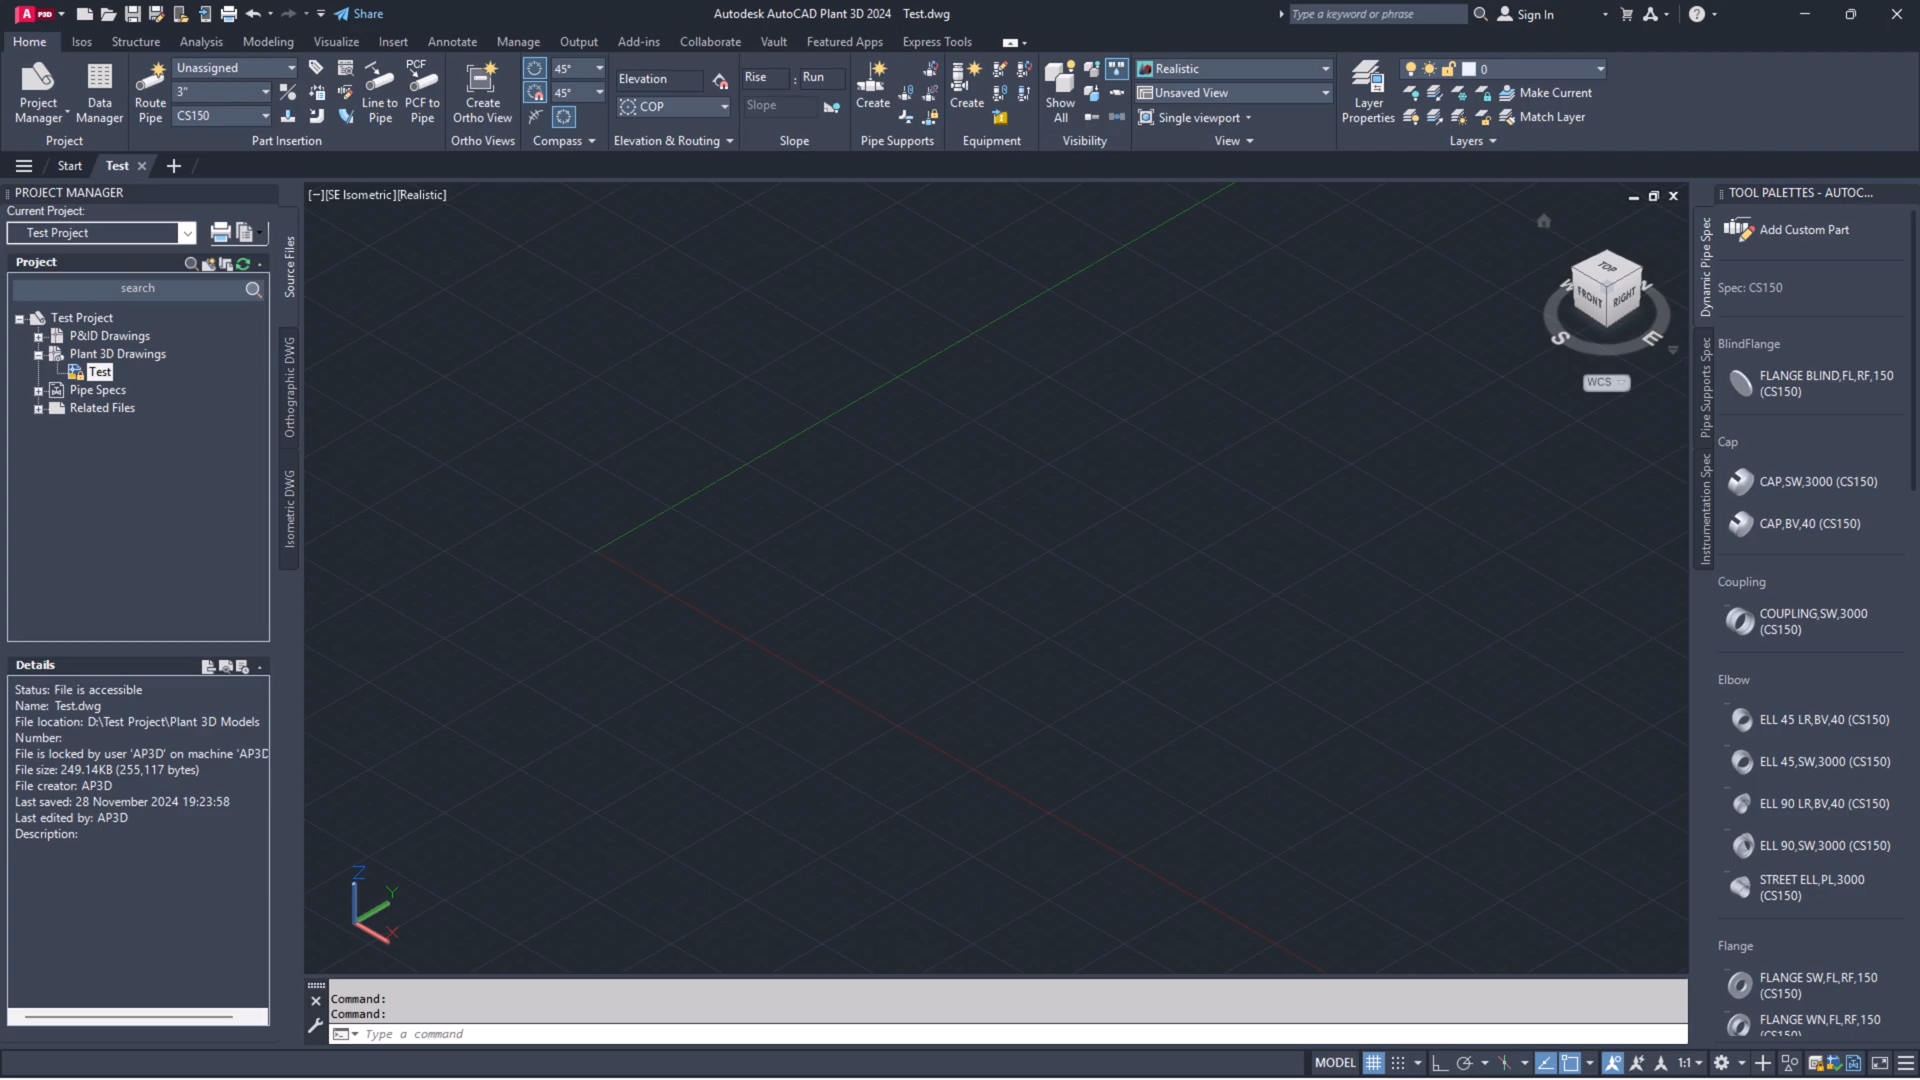 Share
Autodesk AutoCAD Plant 3D 2024 Test.dwg
Type a keyword or phrase
Sign In
Home Isos Structure Analysis Modeling Visualize Insert Annotate Manage Output Add-ins Collaborate Vault Featured Apps Express Tools
Project Manager
Data Manager
Project
Route Pipe
Unassigned
3"
CS150
Line to Pipe
PCF
PCF to Pipe
Part Insertion
Create Ortho View
Ortho Views
45°
45°
Compass
Elevation
COP
Elevation & Routing
Rise : Run
Slope
Slope
Create
Pipe Supports
Create
Equipment
Show All
Visibility
Realistic
Unsaved View
Single viewport
View
Layer Properties
0
Make Current
Match Layer
Layers
Start
Test
PROJECT MANAGER
Current Project:
Test Project
Project
search
Test Project
P&ID Drawings
Plant 3D Drawings
Test
Pipe Specs
Related Files
Source Files
Orthographic DWG
Isometric DWG
Details
Status: File is accessible
Name: Test.dwg
File location: D:\Test Project\Plant 3D Models
Number:
File is locked by user 'AP3D' on machine 'AP3D
File size: 249.14KB (255,117 bytes)
File creator: AP3D
Last saved: 28 November 2024 19:23:58
Last edited by: AP3D
Description:
[−][SE Isometric][Realistic]
TOP
FRONT
RIGHT
W
N
S
E
WCS
Z
Y
X
Command:
Command:
Type a command
TOOL PALETTES - AUTOC...
Dynamic Pipe Spec
Pipe Supports Spec
Instrumentation Spec
Add Custom Part
Spec: CS150
BlindFlange
FLANGE BLIND,FL,RF,150
(CS150)
Cap
CAP,SW,3000 (CS150)
CAP,BV,40 (CS150)
Coupling
COUPLING,SW,3000
(CS150)
Elbow
ELL 45 LR,BV,40 (CS150)
ELL 45,SW,3000 (CS150)
ELL 90 LR,BV,40 (CS150)
ELL 90,SW,3000 (CS150)
STREET ELL,PL,3000
(CS150)
Flange
FLANGE SW,FL,RF,150
(CS150)
FLANGE WN,FL,RF,150
(CS150)
MODEL
1:1